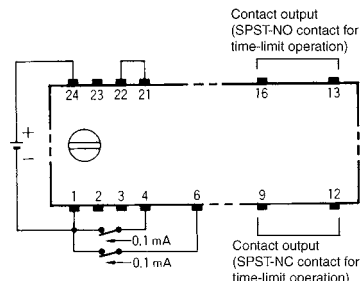 Contact output
(SPST-NO contact for
time-limit operation)
24 23 22 21 16 13
+
−
1 2 3 4 6 9 12
0.1 mA
0.1 mA
Contact output
(SPST-NC contact for
time-limit operation)